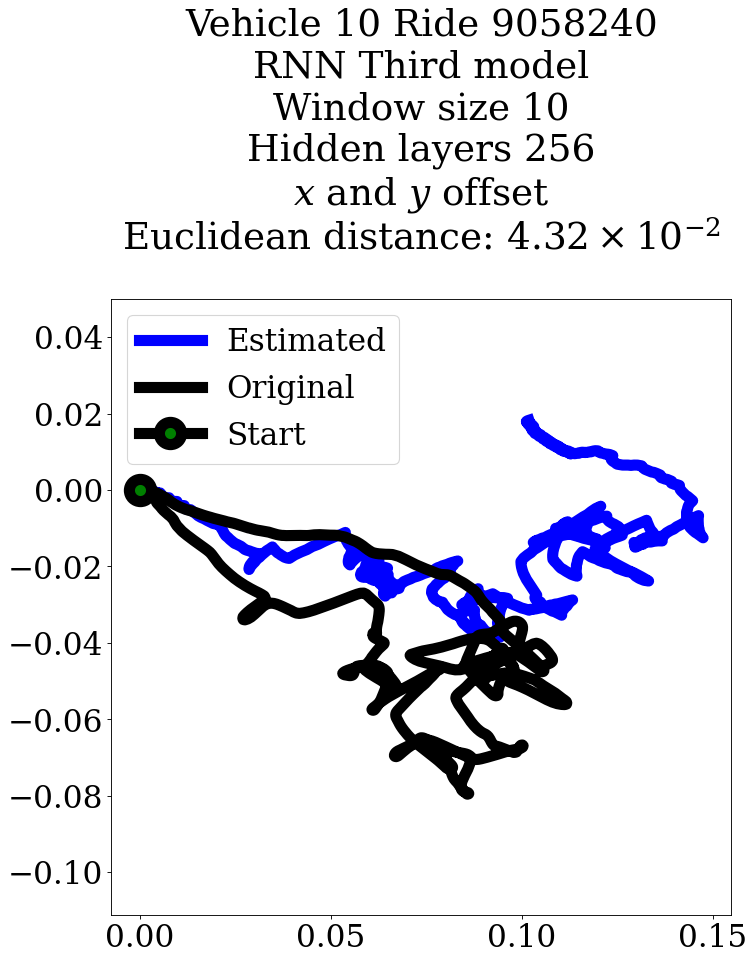 Vehicle 10 Ride 9058240
RNN Third model
Window size 10
Hidden layers 256
x and y offset
Euclidean distance: 4.32 × 10⁻²
Estimated
Original
Start
0.04
0.02
0.00
−0.02
−0.04
−0.06
−0.08
−0.10
0.00 0.05 0.10 0.15